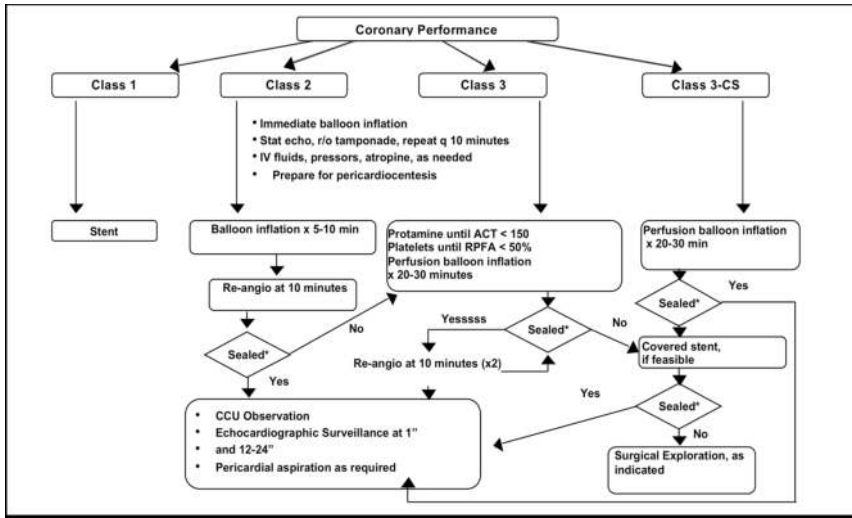 Coronary Performance
Class 1
Class 2
Class 3
Class 3-CS
• Immediate balloon inflation
• Stat echo, r/o tamponade, repeat q 10 minutes
• IV fluids, pressors, atropine, as needed
• Prepare for pericardiocentesis
Stent
Balloon inflation x 5-10 min
Re-angio at 10 minutes
Sealed*
No
Yes
Protamine until ACT < 150
Platelets until RPFA < 50%
Perfusion balloon inflation
x 20-30 minutes
Yesssss
Sealed*
No
Re-angio at 10 minutes (x2)
Perfusion balloon inflation
x 20-30 min
Yes
Sealed*
Covered stent,
if feasible
Yes
Sealed*
No
Surgical Exploration, as
indicated
• CCU Observation
• Echocardiographic Surveillance at 1”
• and 12-24”
• Pericardial aspiration as required